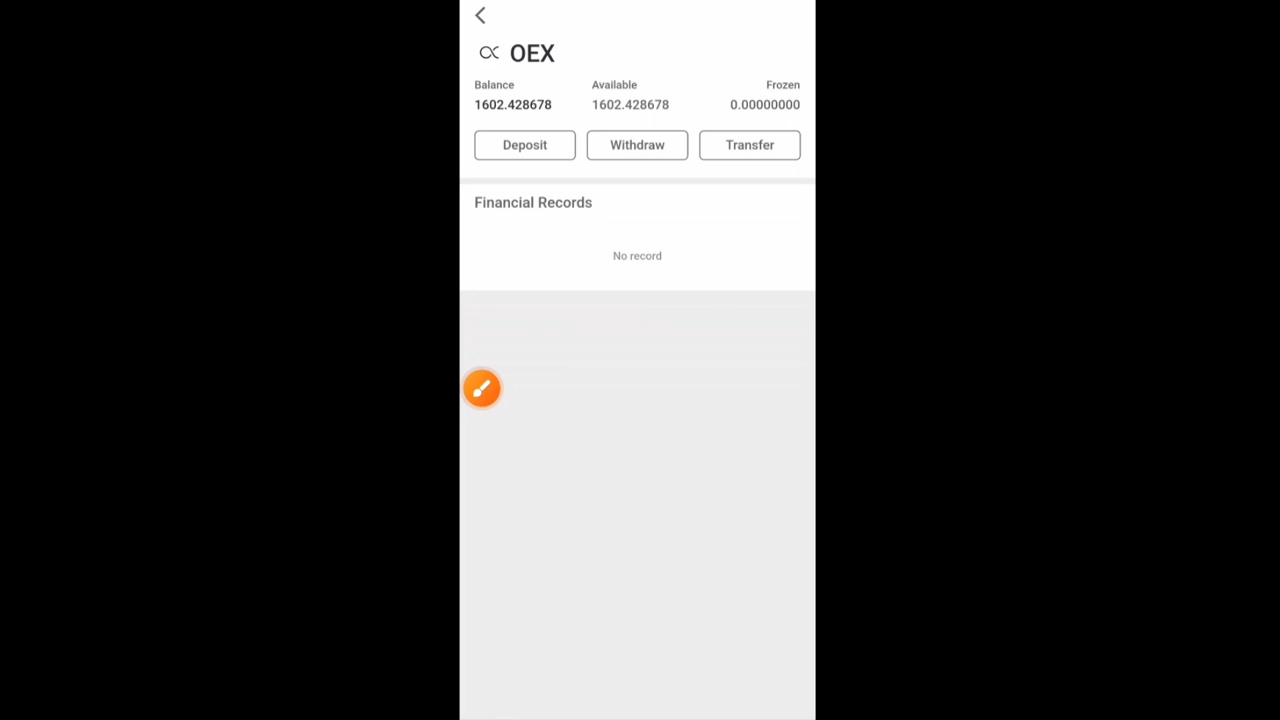 OEX
Balance Available Frozen
1602.428678 1602.428678 0.00000000
Deposit Withdraw Transfer
Financial Records
No record